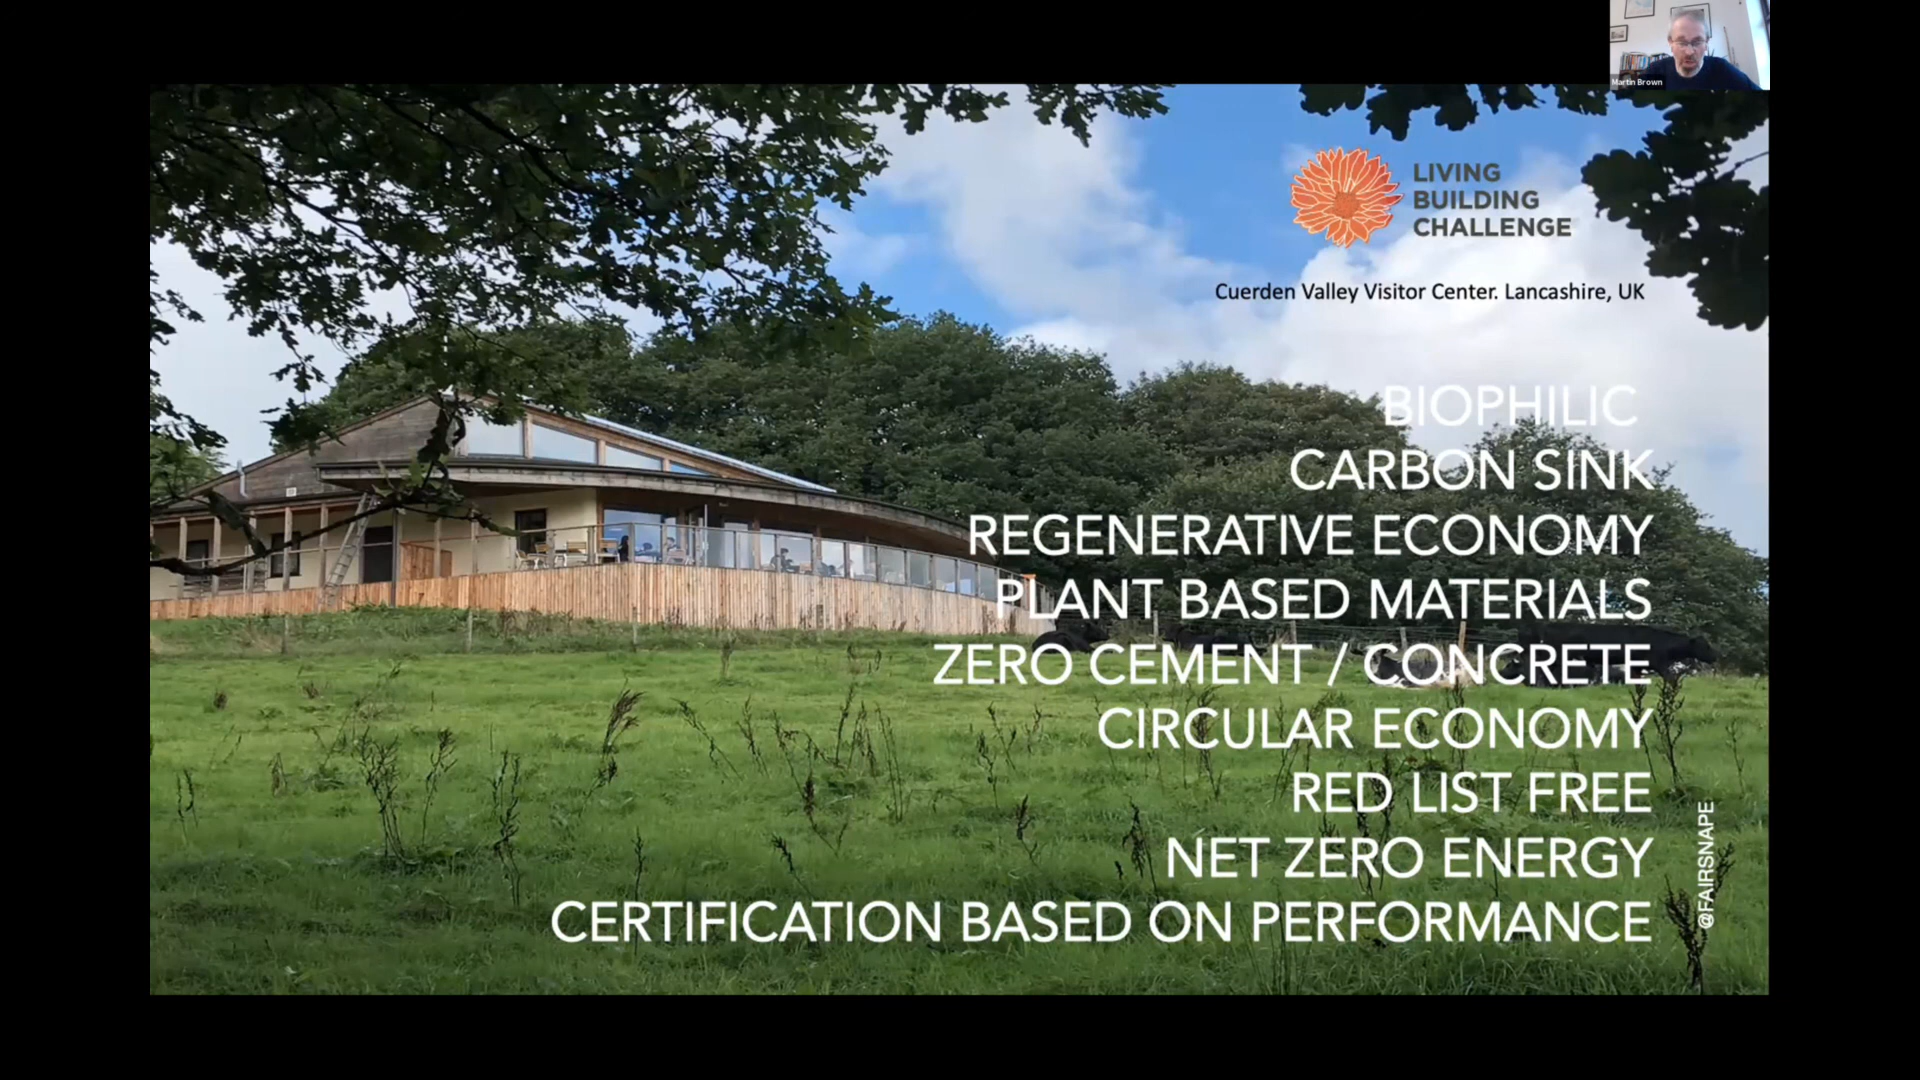 Martin Brown
LIVING
BUILDING
CHALLENGE
Cuerden Valley Visitor Center. Lancashire, UK
BIOPHILIC
CARBON SINK
REGENERATIVE ECONOMY
PLANT BASED MATERIALS
ZERO CEMENT / CONCRETE
CIRCULAR ECONOMY
RED LIST FREE
NET ZERO ENERGY
CERTIFICATION BASED ON PERFORMANCE
@FAIRSNAPE